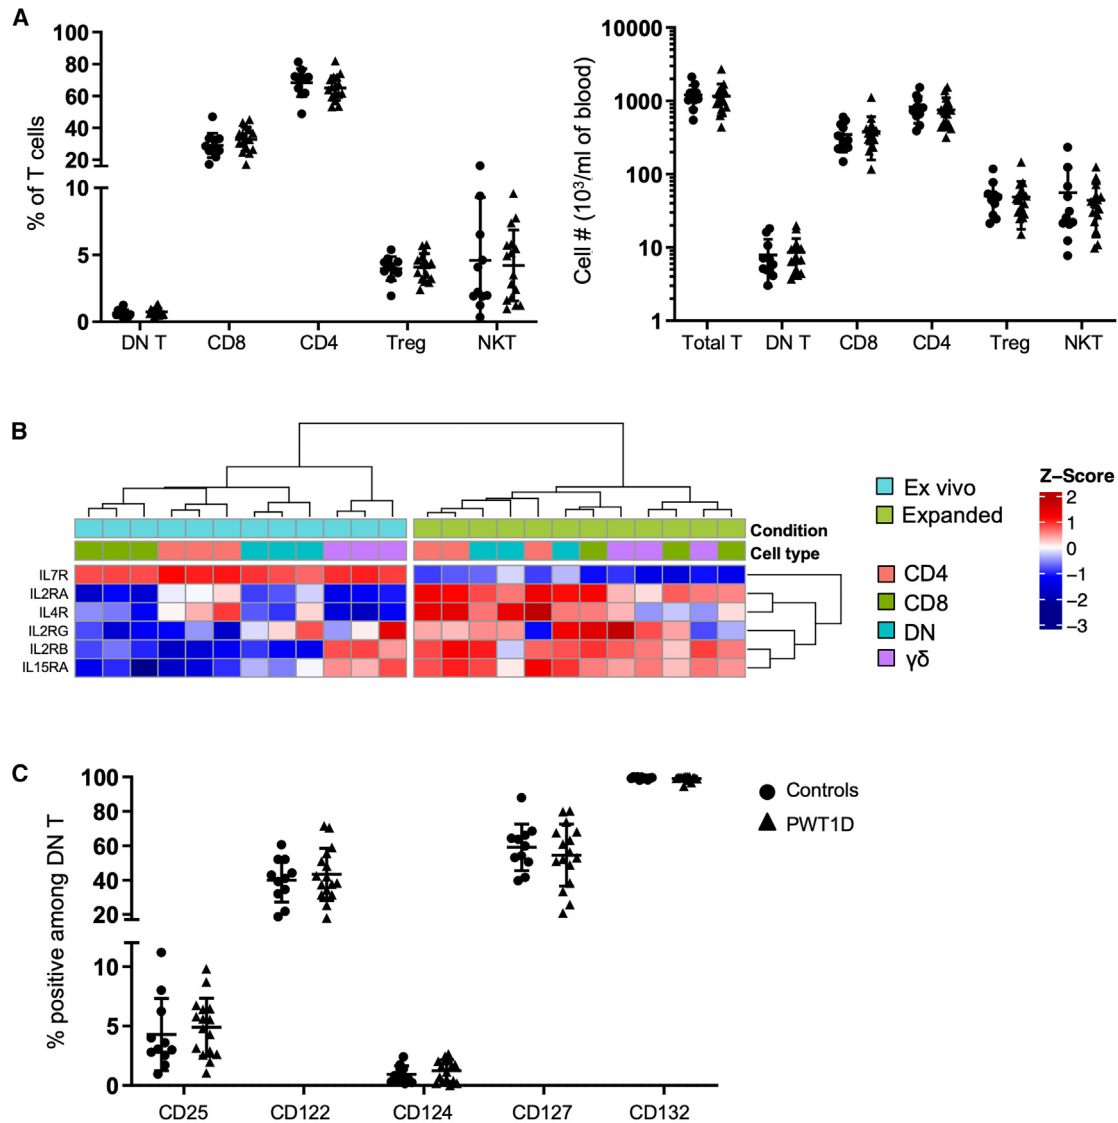 A
% of T cells
100
80
60
40
20
10
5
0
DN T CD8 CD4 Treg NKT
Cell # (10³/ml of blood)
10000
1000
100
10
1
Total T DN T CD8 CD4 Treg NKT
B
Condition
Cell type
IL7R
IL2RA
IL4R
IL2RG
IL2RB
IL15RA
Ex vivo
Expanded
CD4
CD8
DN
γδ
Z-Score
2
1
0
−1
−2
−3
C
% positive among DN T
100
80
60
40
20
10
5
0
CD25 CD122 CD124 CD127 CD132
Controls
PWT1D